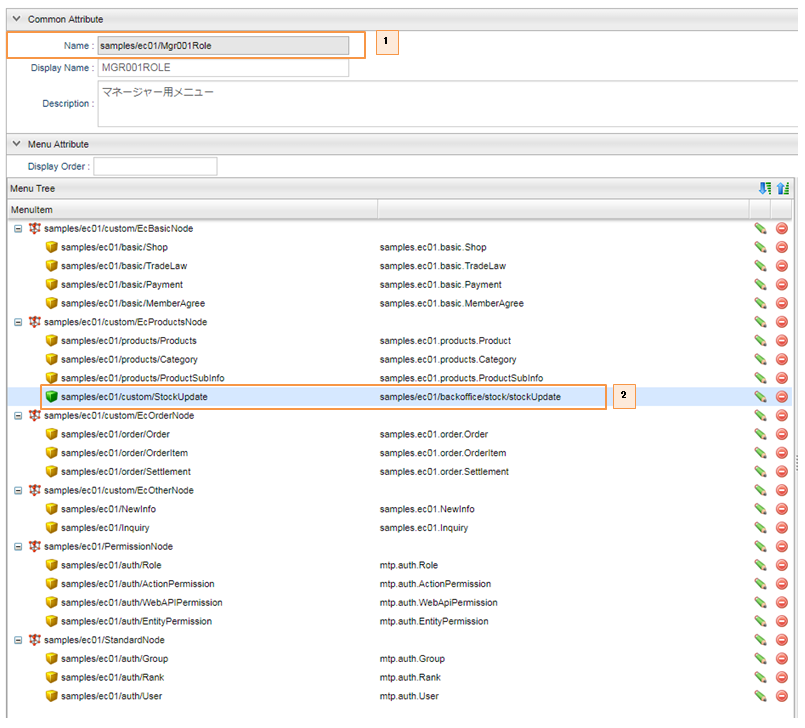 Common Attribute
Name : samples/ec01/Mgr001Role 1
Display Name : MGR001ROLE
Description : マネージャー用メニュー
Menu Attribute
Display Order :
Menu Tree
MenuItem
samples/ec01/custom/EcBasicNode
samples/ec01/basic/Shop samples.ec01.basic.Shop
samples/ec01/basic/TradeLaw samples.ec01.basic.TradeLaw
samples/ec01/basic/Payment samples.ec01.basic.Payment
samples/ec01/basic/MemberAgree samples.ec01.basic.MemberAgree
samples/ec01/custom/EcProductsNode
samples/ec01/products/Products samples.ec01.products.Product
samples/ec01/products/Category samples.ec01.products.Category
samples/ec01/products/ProductSubInfo samples.ec01.products.ProductSubInfo
samples/ec01/custom/StockUpdate samples/ec01/backoffice/stock/stockUpdate 2
samples/ec01/custom/EcOrderNode
samples/ec01/order/Order samples.ec01.order.Order
samples/ec01/order/OrderItem samples.ec01.order.OrderItem
samples/ec01/order/Settlement samples.ec01.order.Settlement
samples/ec01/custom/EcOtherNode
samples/ec01/NewInfo samples.ec01.NewInfo
samples/ec01/Inquiry samples.ec01.Inquiry
samples/ec01/PermissionNode
samples/ec01/auth/Role mtp.auth.Role
samples/ec01/auth/ActionPermission mtp.auth.ActionPermission
samples/ec01/auth/WebAPIPermission mtp.auth.WebApiPermission
samples/ec01/auth/EntityPermission mtp.auth.EntityPermission
samples/ec01/StandardNode
samples/ec01/auth/Group mtp.auth.Group
samples/ec01/auth/Rank mtp.auth.Rank
samples/ec01/auth/User mtp.auth.User